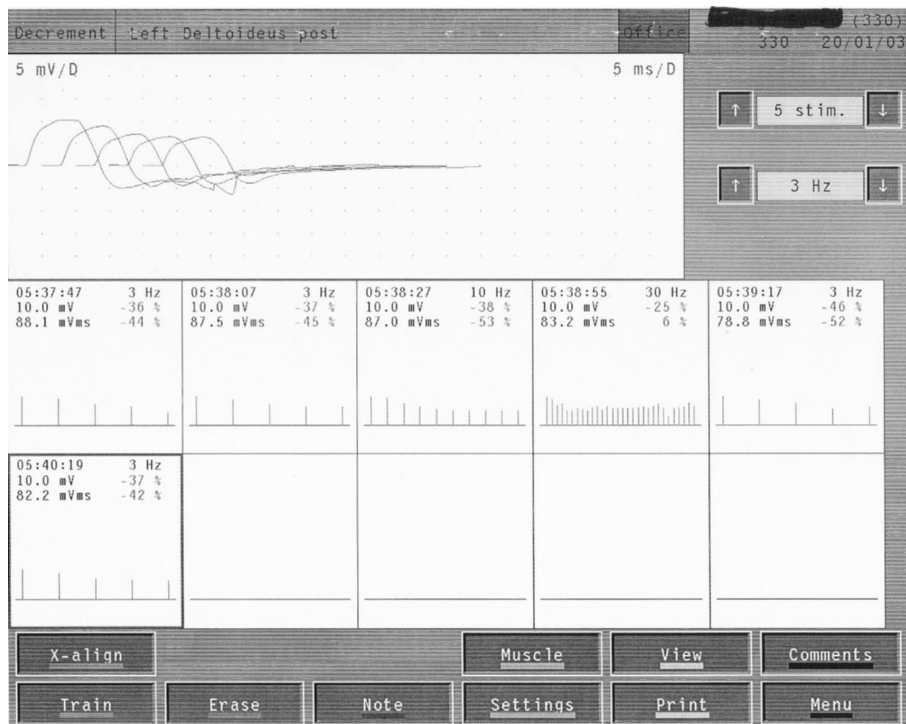 Decrement Left Deltoideus post Office (330)
330 20/01/03
5 mV/D 5 ms/D
↑ 5 stim. ↓
↑ 3 Hz ↓
05:37:47 3 Hz
10.0 mV -36 %
88.1 mVms -44 %
05:38:07 3 Hz
10.0 mV -37 %
87.5 mVms -45 %
05:38:27 10 Hz
10.0 mV -38 %
87.0 mVms -53 %
05:38:55 30 Hz
10.0 mV -25 %
83.2 mVms 6 %
05:39:17 3 Hz
10.0 mV -46 %
78.8 mVms -52 %
05:40:19 3 Hz
10.0 mV -37 %
82.2 mVms -42 %
X-align Muscle View Comments
Train Erase Note Settings Print Menu